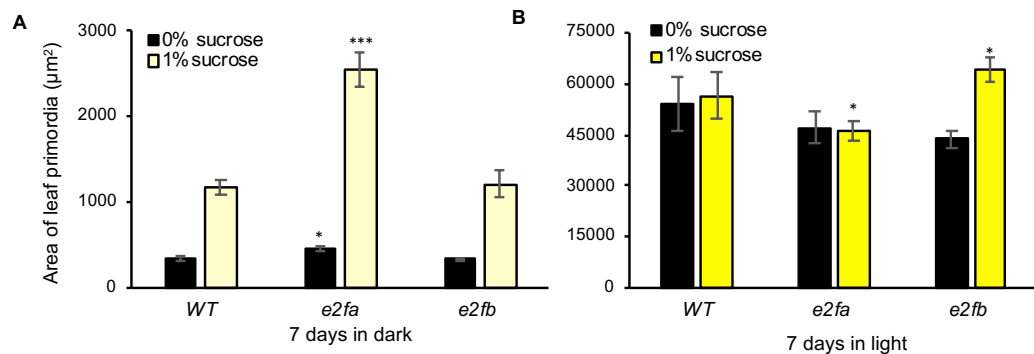 A
Area of leaf primordia (µm²)
3000
2000
1000
0
0% sucrose
1% sucrose
***
*
WT
e2fa
e2fb
7 days in dark
B
75000
60000
45000
30000
15000
0
0% sucrose
1% sucrose
*
*
WT
e2fa
e2fb
7 days in light